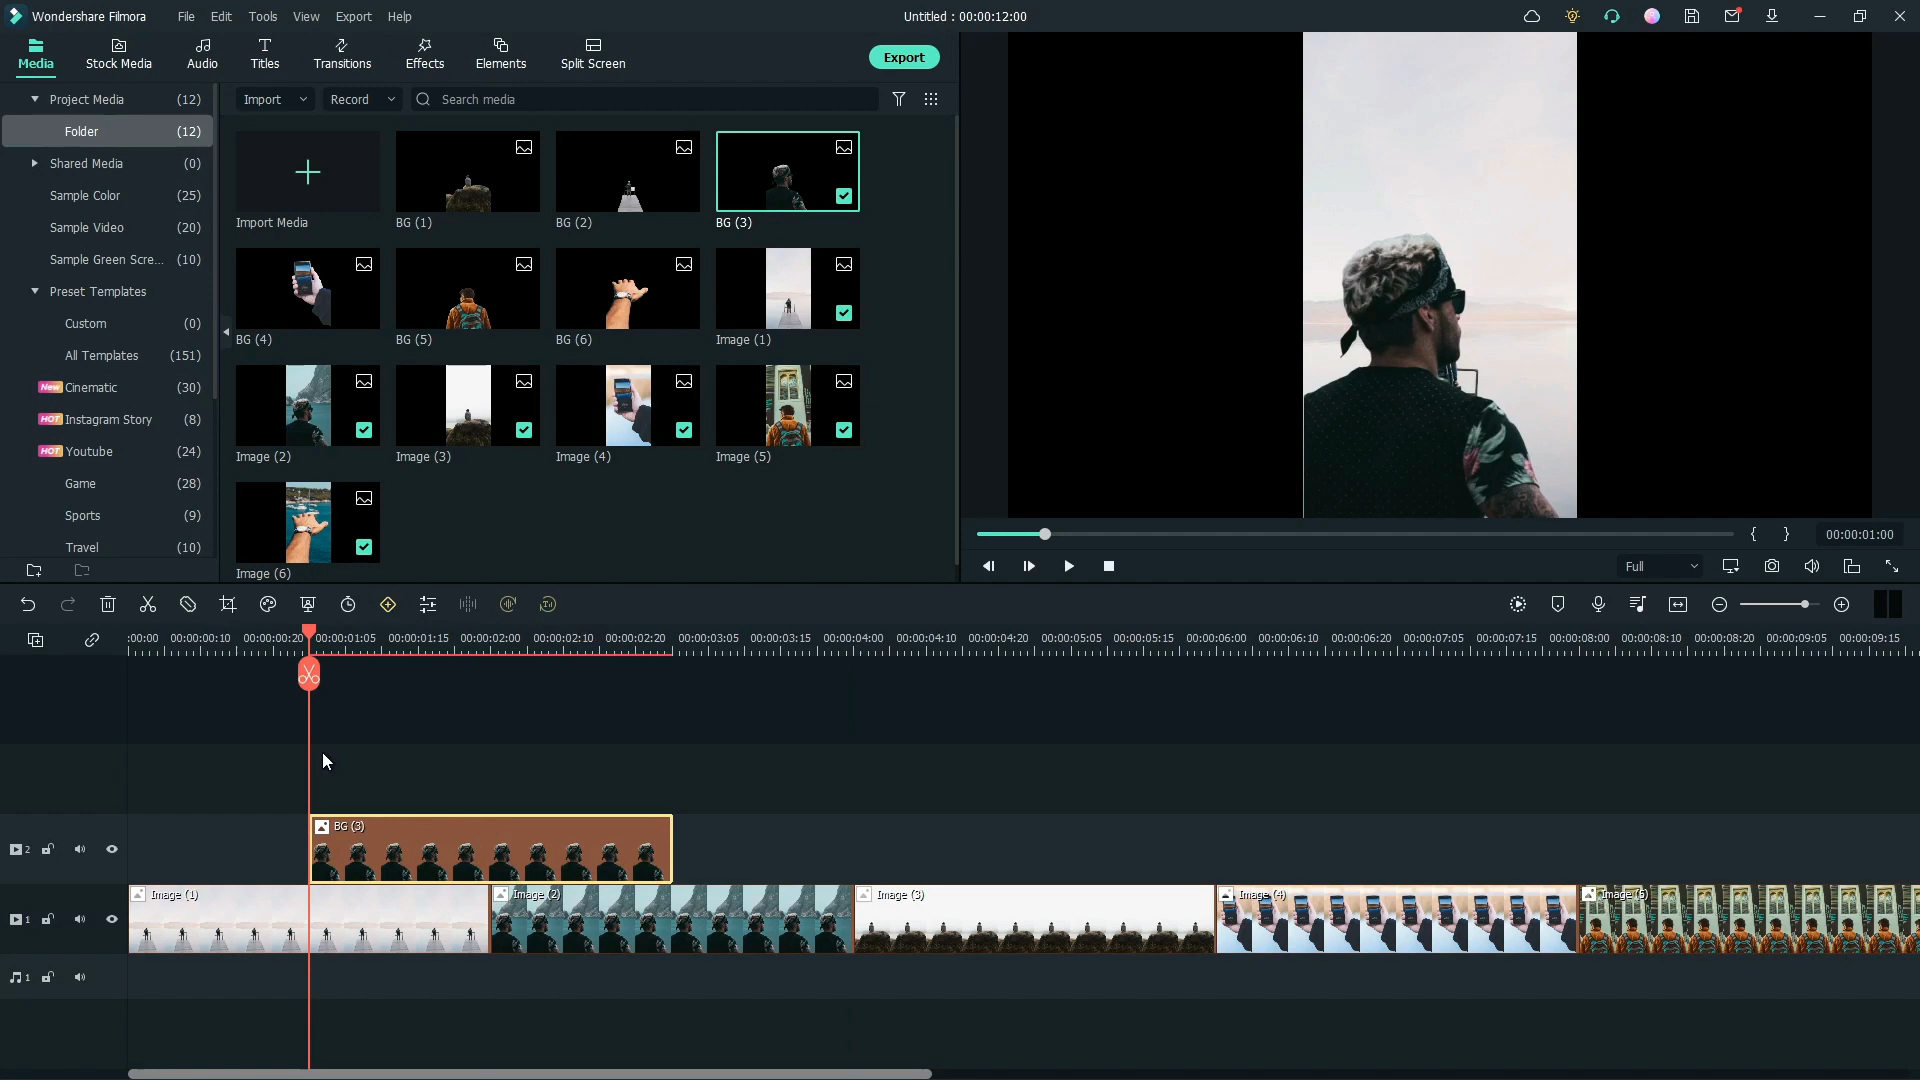 Wondershare Filmora File Edit Tools View Export Help Untitled : 00:00:12:00
Media Stock Media Audio Titles Transitions Effects Elements Split Screen Export
Project Media (12)
Folder (12)
Shared Media (0)
Sample Color (25)
Sample Video (20)
Sample Green Scre... (10)
Preset Templates
Custom (0)
All Templates (151)
New Cinematic (30)
HOT Instagram Story (8)
HOT Youtube (24)
Game (28)
Sports (9)
Travel (10)
Import Record Search media
Import Media BG (1) BG (2) BG (3)
BG (4) BG (5) BG (6) Image (1)
Image (2) Image (3) Image (4) Image (5)
Image (6)
{ } 00:00:01:00
Full
:00:00 00:00:00:10 00:00:00:20 00:00:01:05 00:00:01:15 00:00:02:00 00:00:02:10 00:00:02:20 00:00:03:05 00:00:03:15 00:00:04:00 00:00:04:10 00:00:04:20 00:00:05:05 00:00:05:15 00:00:06:00 00:00:06:10 00:00:06:20 00:00:07:05 00:00:07:15 00:00:08:00 00:00:08:10 00:00:08:20 00:00:09:05 00:00:09:15
BG (3)
2
Image (1) Image (2) Image (3) Image (4) Image (5)
1
1